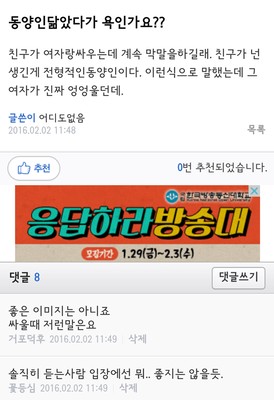 동양인닮았다가 욕인가요??
친구가 여자랑싸우는데 계속 막말을하길래. 친구가 넌
생긴게 전형적인동양인이다. 이런식으로 말했는데 그
여자가 진짜 엉엉울던데.
글쓴이 어디도없음
2016.02.02 11:48 목록
0번 추천되었습니다.
한국방송통신대학교
응답하라방송대
모집기간 1.29(금)~2.3(수)
댓글 8 댓글쓰기
좋은 이미지는 아니죠
싸울때 저런말은요
거포덕후 2016.02.02 11:49 삭제
솔직히 듣는사람 입장에선 뭐.. 좋지는 않을듯.
꽃등심 2016.02.02 11:49 삭제